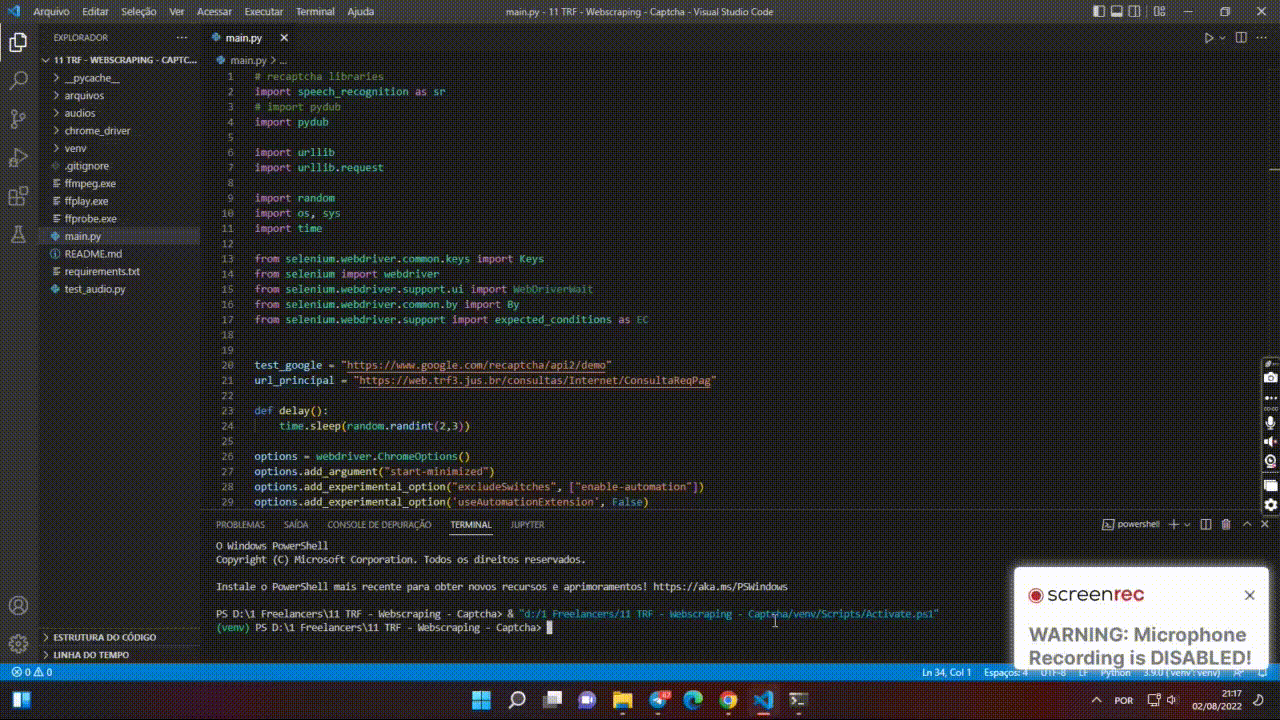 Arquivo Editar Seleção Ver Acessar Executar Terminal Ajuda main.py - 11 TRF - Webscraping - Captcha - Visual Studio Code
EXPLORADOR ...
11 TRF - WEBSCRAPING - CAPTC...
__pycache__
arquivos
audios
chrome_driver
venv
.gitignore
ffmpeg.exe
ffplay.exe
ffprobe.exe
main.py
README.md
requirements.txt
test_audio.py
ESTRUTURA DO CÓDIGO
LINHA DO TEMPO
main.py
main.py > ...
1 # recaptcha libraries
2 import speech_recognition as sr
3 # import pydub
4 import pydub
5
6 import urllib
7 import urllib.request
8
9 import random
10 import os, sys
11 import time
12
13 from selenium.webdriver.common.keys import Keys
14 from selenium import webdriver
15 from selenium.webdriver.support.ui import WebDriverWait
16 from selenium.webdriver.common.by import By
17 from selenium.webdriver.support import expected_conditions as EC
18
19
20 test_google = "https://www.google.com/recaptcha/api2/demo"
21 url_principal = "https://web.trf3.jus.br/consultas/Internet/ConsultaReqPag"
22
23 def delay():
24 time.sleep(random.randint(2,3))
25
26 options = webdriver.ChromeOptions()
27 options.add_argument("start-minimized")
28 options.add_experimental_option("excludeSwitches", ["enable-automation"])
29 options.add_experimental_option('useAutomationExtension', False)
PROBLEMAS SAÍDA CONSOLE DE DEPURAÇÃO TERMINAL JUPYTER powershell
O Windows PowerShell
Copyright (C) Microsoft Corporation. Todos os direitos reservados.
Instale o PowerShell mais recente para obter novos recursos e aprimoramentos! https://aka.ms/PSWindows
PS D:\1 Freelancers\11 TRF - Webscraping - Captcha> & "d:/1 Freelancers/11 TRF - Webscraping - Captcha/venv/Scripts/Activate.ps1"
(venv) PS D:\1 Freelancers\11 TRF - Webscraping - Captcha>
screenrec
WARNING: Microphone
Recording is DISABLED!
0 0 Ln 34, Col 1 Espaços: 4 UTF-8 LF Python 3.9.0 ('venv': venv)
POR 21:17
02/08/2022